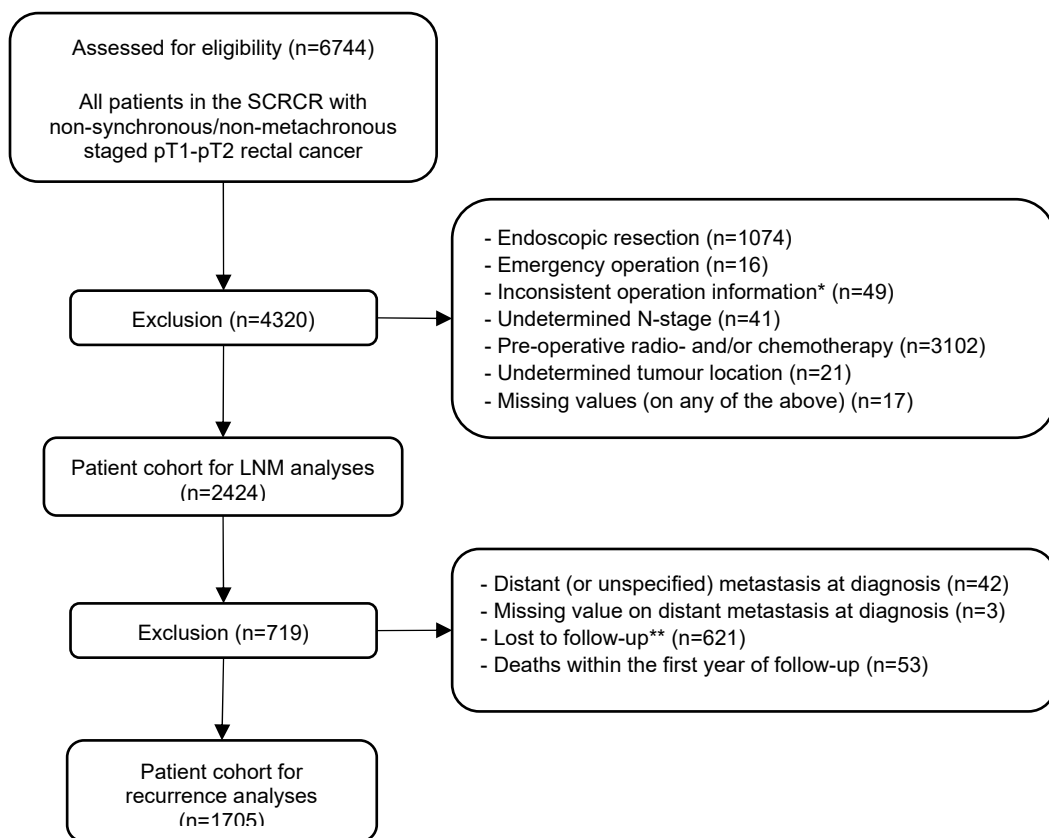 Assessed for eligibility (n=6744)
All patients in the SCRCR with
non-synchronous/non-metachronous
staged pT1-pT2 rectal cancer
- Endoscopic resection (n=1074)
- Emergency operation (n=16)
- Inconsistent operation information* (n=49)
- Undetermined N-stage (n=41)
- Pre-operative radio- and/or chemotherapy (n=3102)
- Undetermined tumour location (n=21)
- Missing values (on any of the above) (n=17)
Exclusion (n=4320)
Patient cohort for LNM analyses
(n=2424)
- Distant (or unspecified) metastasis at diagnosis (n=42)
- Missing value on distant metastasis at diagnosis (n=3)
- Lost to follow-up** (n=621)
- Deaths within the first year of follow-up (n=53)
Exclusion (n=719)
Patient cohort for
recurrence analyses
(n=1705)